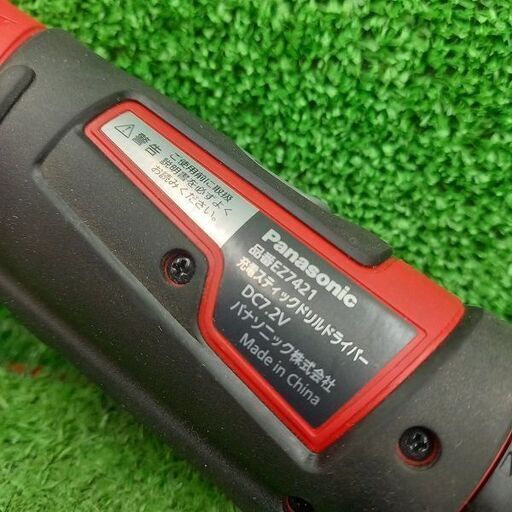 警告
ご使用前に取扱
説明書を必ずよく
お読みください。
Panasonic
品番EZ7421
充電スティックドリルドライバー
DC7.2V
パナソニック株式会社
Made in China